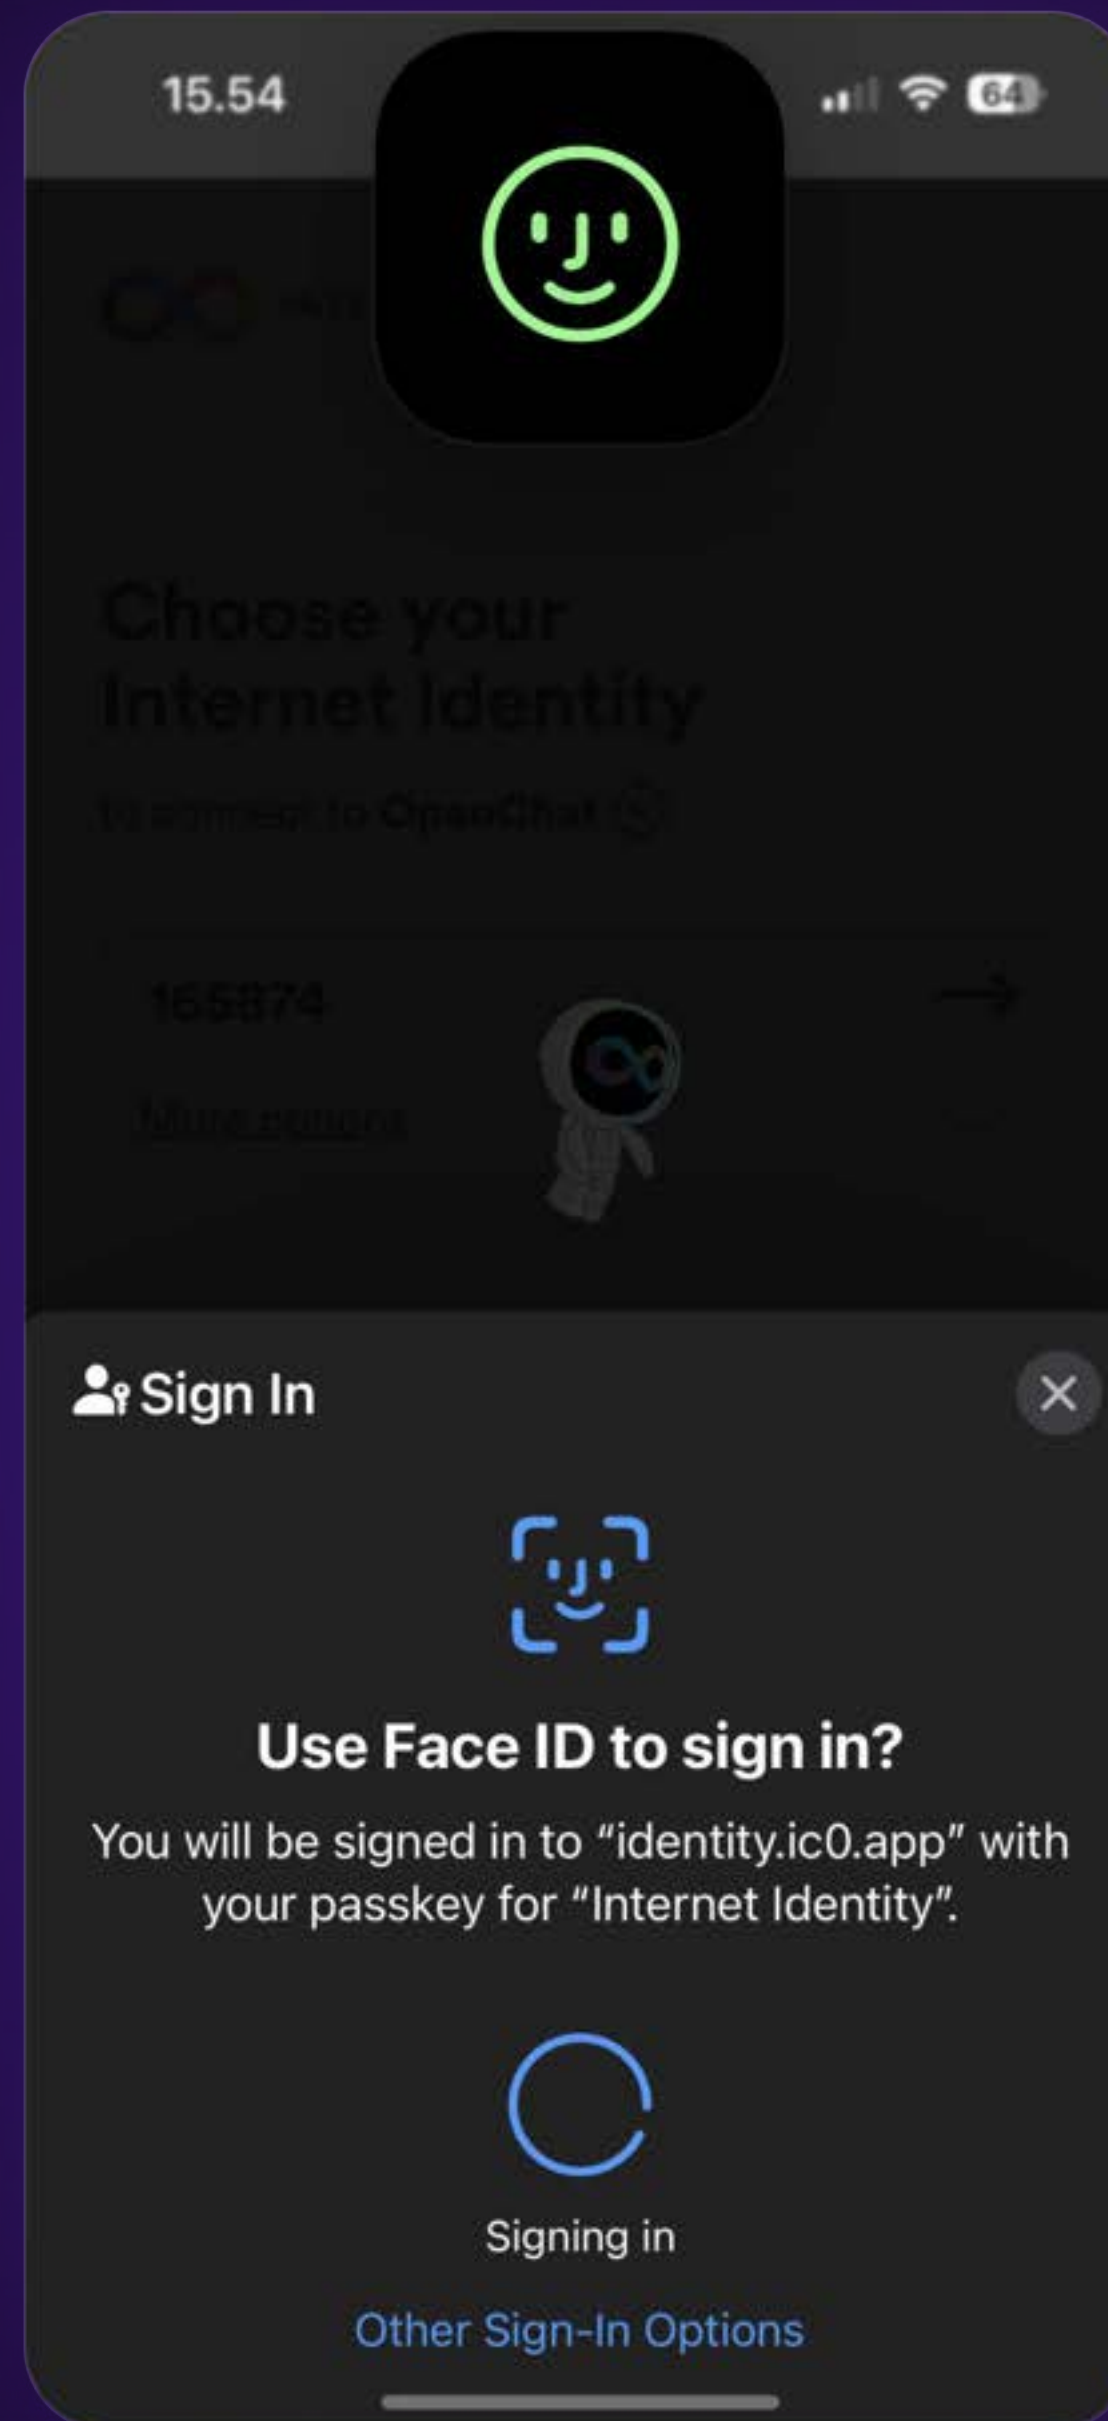 15.54
64
Choose your
Internet Identity
to connect to OpenChat
165874
More options
Sign In
Use Face ID to sign in?
You will be signed in to “identity.ic0.app” with
your passkey for “Internet Identity”.
Signing in
Other Sign-In Options